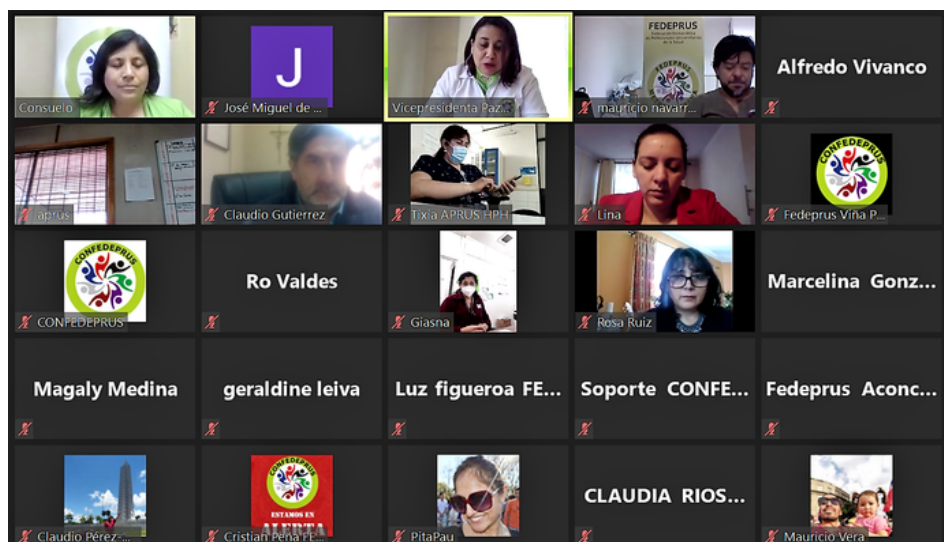 Consuelo
J
José Miguel de ...
Vicepresidenta Paz...
FEDEPRUS
mauricio navarr...
Alfredo Vivanco
aprus
Claudio Gutierrez
Tixia APRUS HPH
Lina
CONFEDEPRUS
Fedeprus Viña P...
CONFEDEPRUS
CONFEDEPRUS
Ro Valdes
Giasna
Rosa Ruiz
Marcelina Gonz...
Magaly Medina
geraldine leiva
Luz figueroa FE...
Soporte CONFE...
Fedeprus Aconc...
Claudio Pérez-...
CONFEDEPRUS
ESTAMOS EN
ALERTA
Cristian Peña FE...
PitaPau
CLAUDIA RIOS...
Mauricio Vera